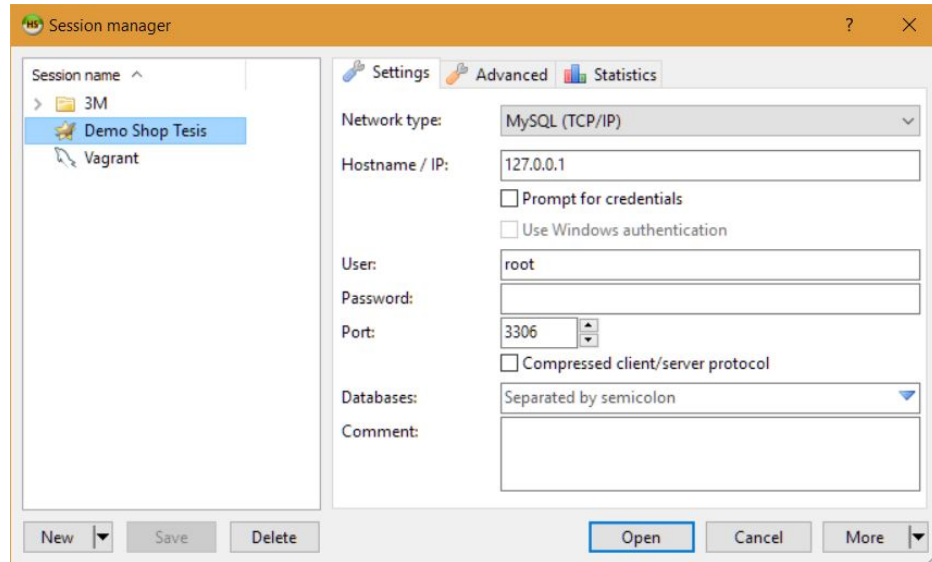 HS Session manager ?
Session name
3M
Demo Shop Tesis
Vagrant
Settings Advanced Statistics
Network type: MySQL (TCP/IP)
Hostname / IP: 127.0.0.1
Prompt for credentials
Use Windows authentication
User: root
Password:
Port: 3306
Compressed client/server protocol
Databases: Separated by semicolon
Comment:
New Save Delete Open Cancel More